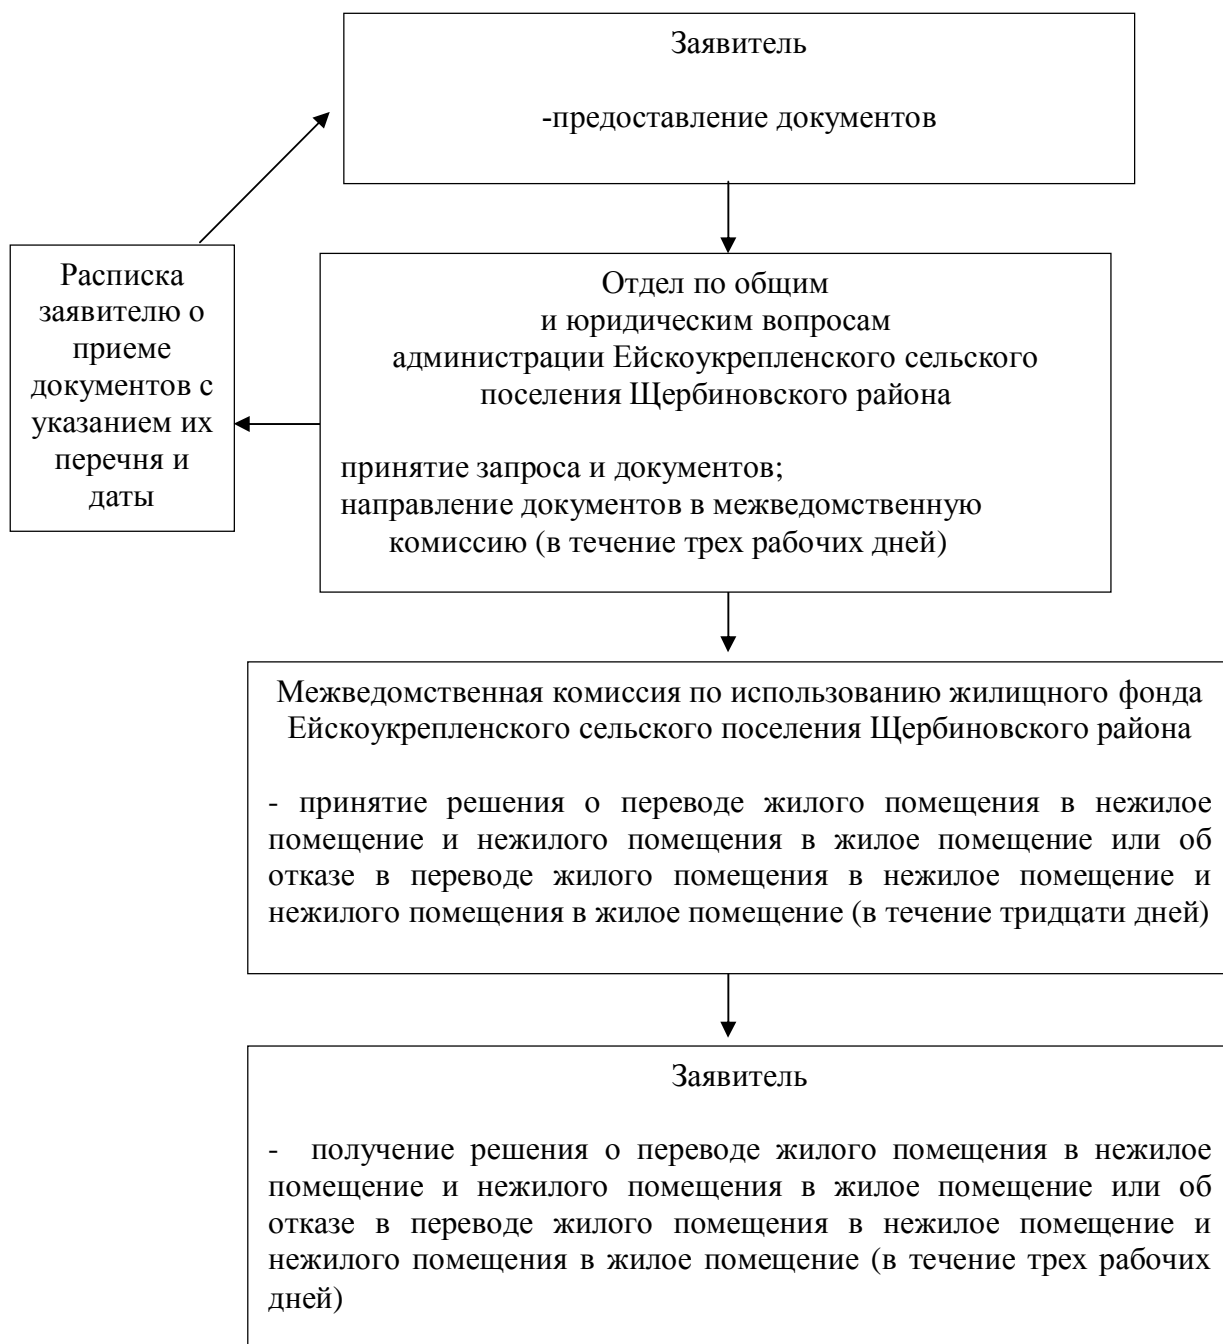 Заявитель
-предоставление документов
Расписка
заявителю о
приеме
документов с
указанием их
перечня и
даты
Отдел по общим
и юридическим вопросам
администрации Ейскоукрепленского сельского
поселения Щербиновского района
принятие запроса и документов;
направление документов в межведомственную
комиссию (в течение трех рабочих дней)
Межведомственная комиссия по использованию жилищного фонда
Ейскоукрепленского сельского поселения Щербиновского района
- принятие решения о переводе жилого помещения в нежилое
помещение и нежилого помещения в жилое помещение или об
отказе в переводе жилого помещения в нежилое помещение и
нежилого помещения в жилое помещение (в течение тридцати дней)
Заявитель
- получение решения о переводе жилого помещения в нежилое
помещение и нежилого помещения в жилое помещение или об
отказе в переводе жилого помещения в нежилое помещение и
нежилого помещения в жилое помещение (в течение трех рабочих
дней)